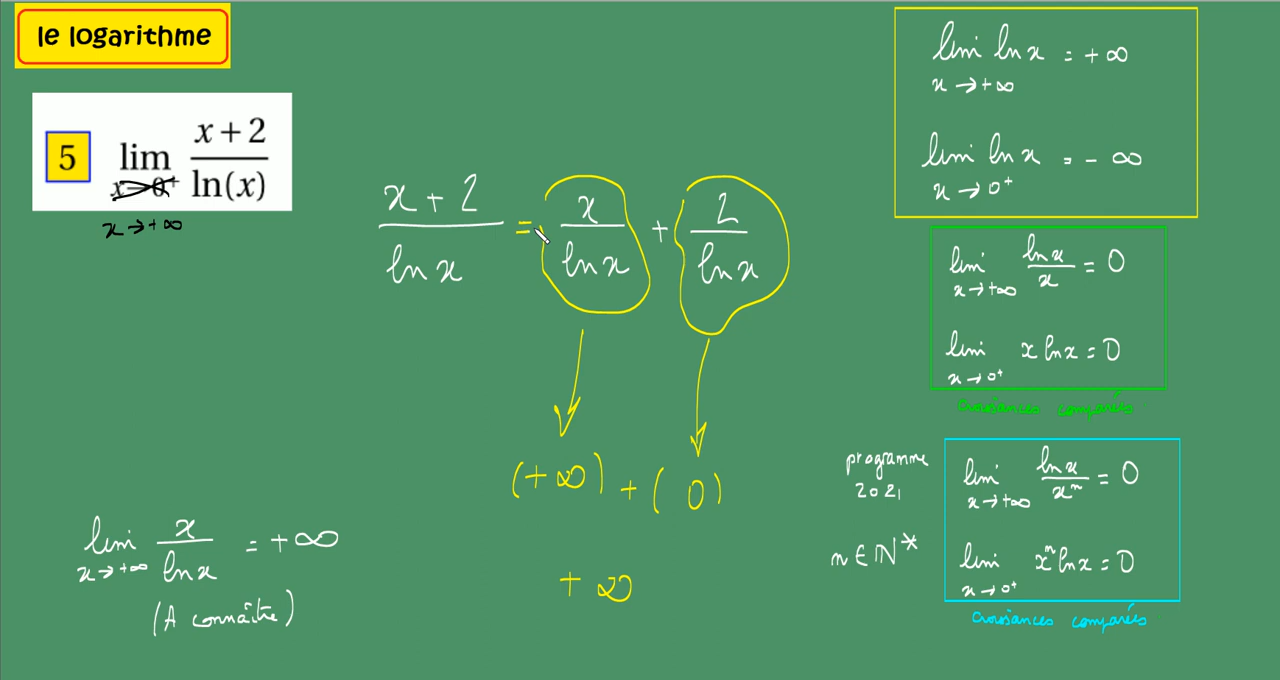 le logarithme
5 lim x+2 / ln(x)
x→0⁺
x→+∞
x+2 / ln x = x / ln x + 2 / ln x
(+∞) + (0)
+∞
lim x / ln x = +∞
x→+∞
(A connaître)
lim ln x = +∞
x→+∞
lim ln x = -∞
x→0⁺
lim ln x / x = 0
x→+∞
lim x ln x = 0
x→0⁺
croissances comparées
programme
2021
n ∈ ℕ*
lim ln x / xⁿ = 0
x→+∞
lim xⁿ ln x = 0
x→0⁺
croissances comparées